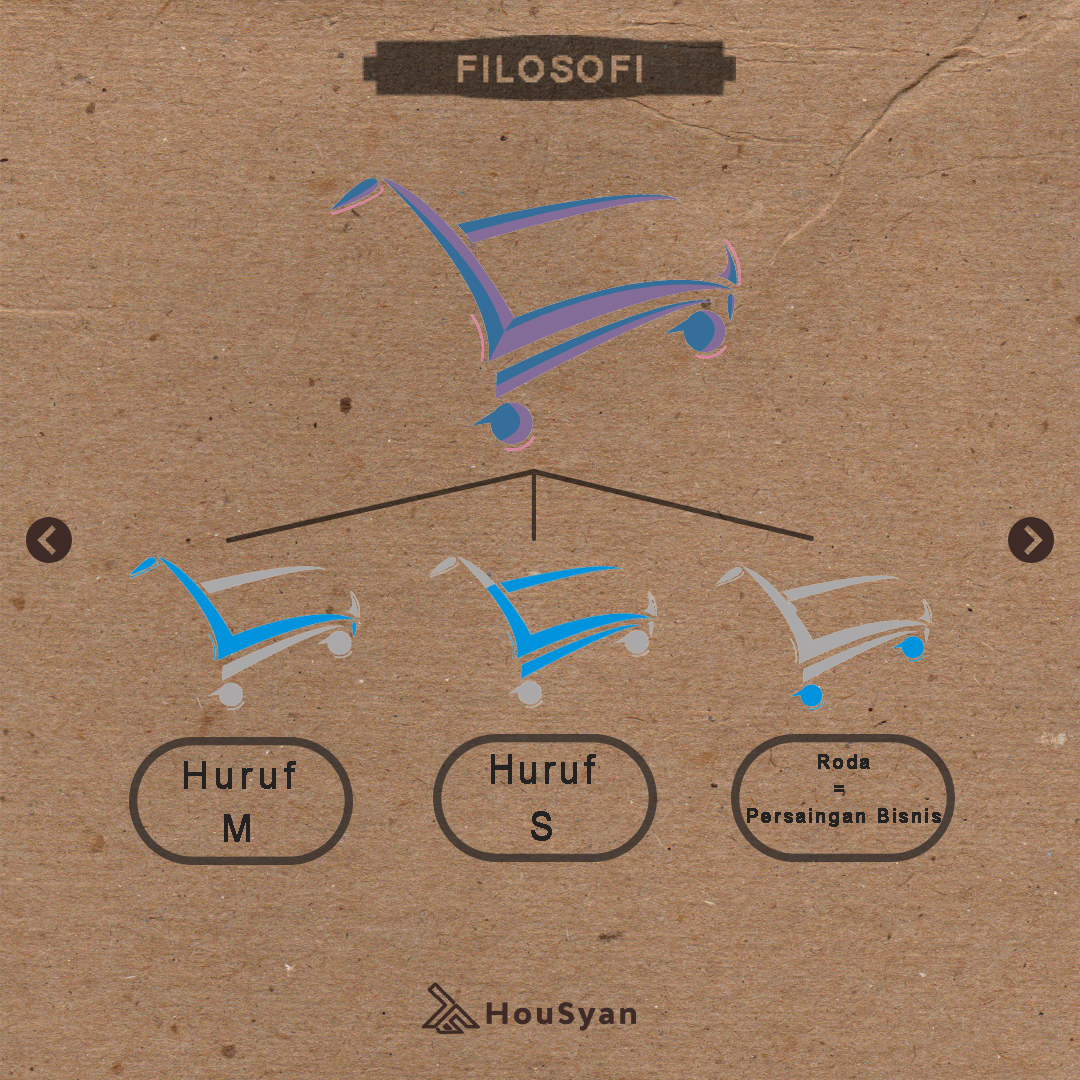 FILOSOFI
Huruf
M
Huruf
S
Roda
=
Persaingan Bisnis
HouSyan